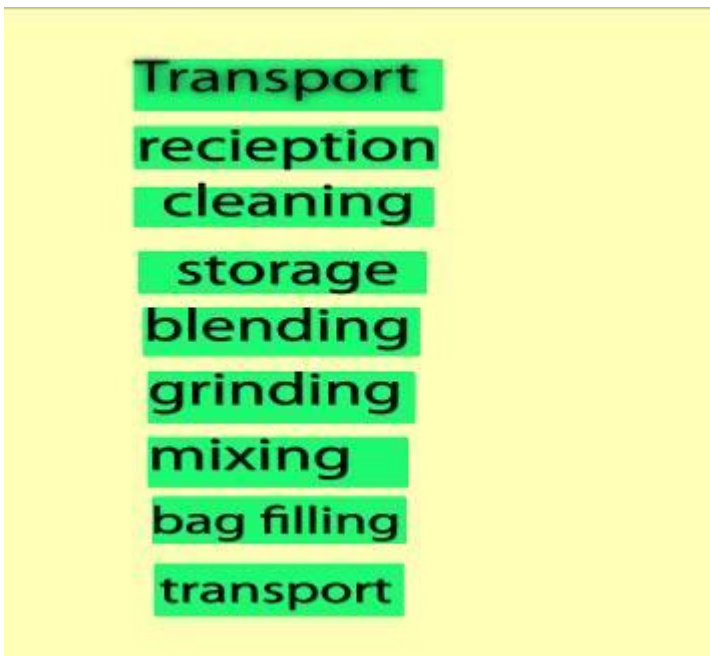 Transport
recieption
cleaning
storage
blending
grinding
mixing
bag filling
transport